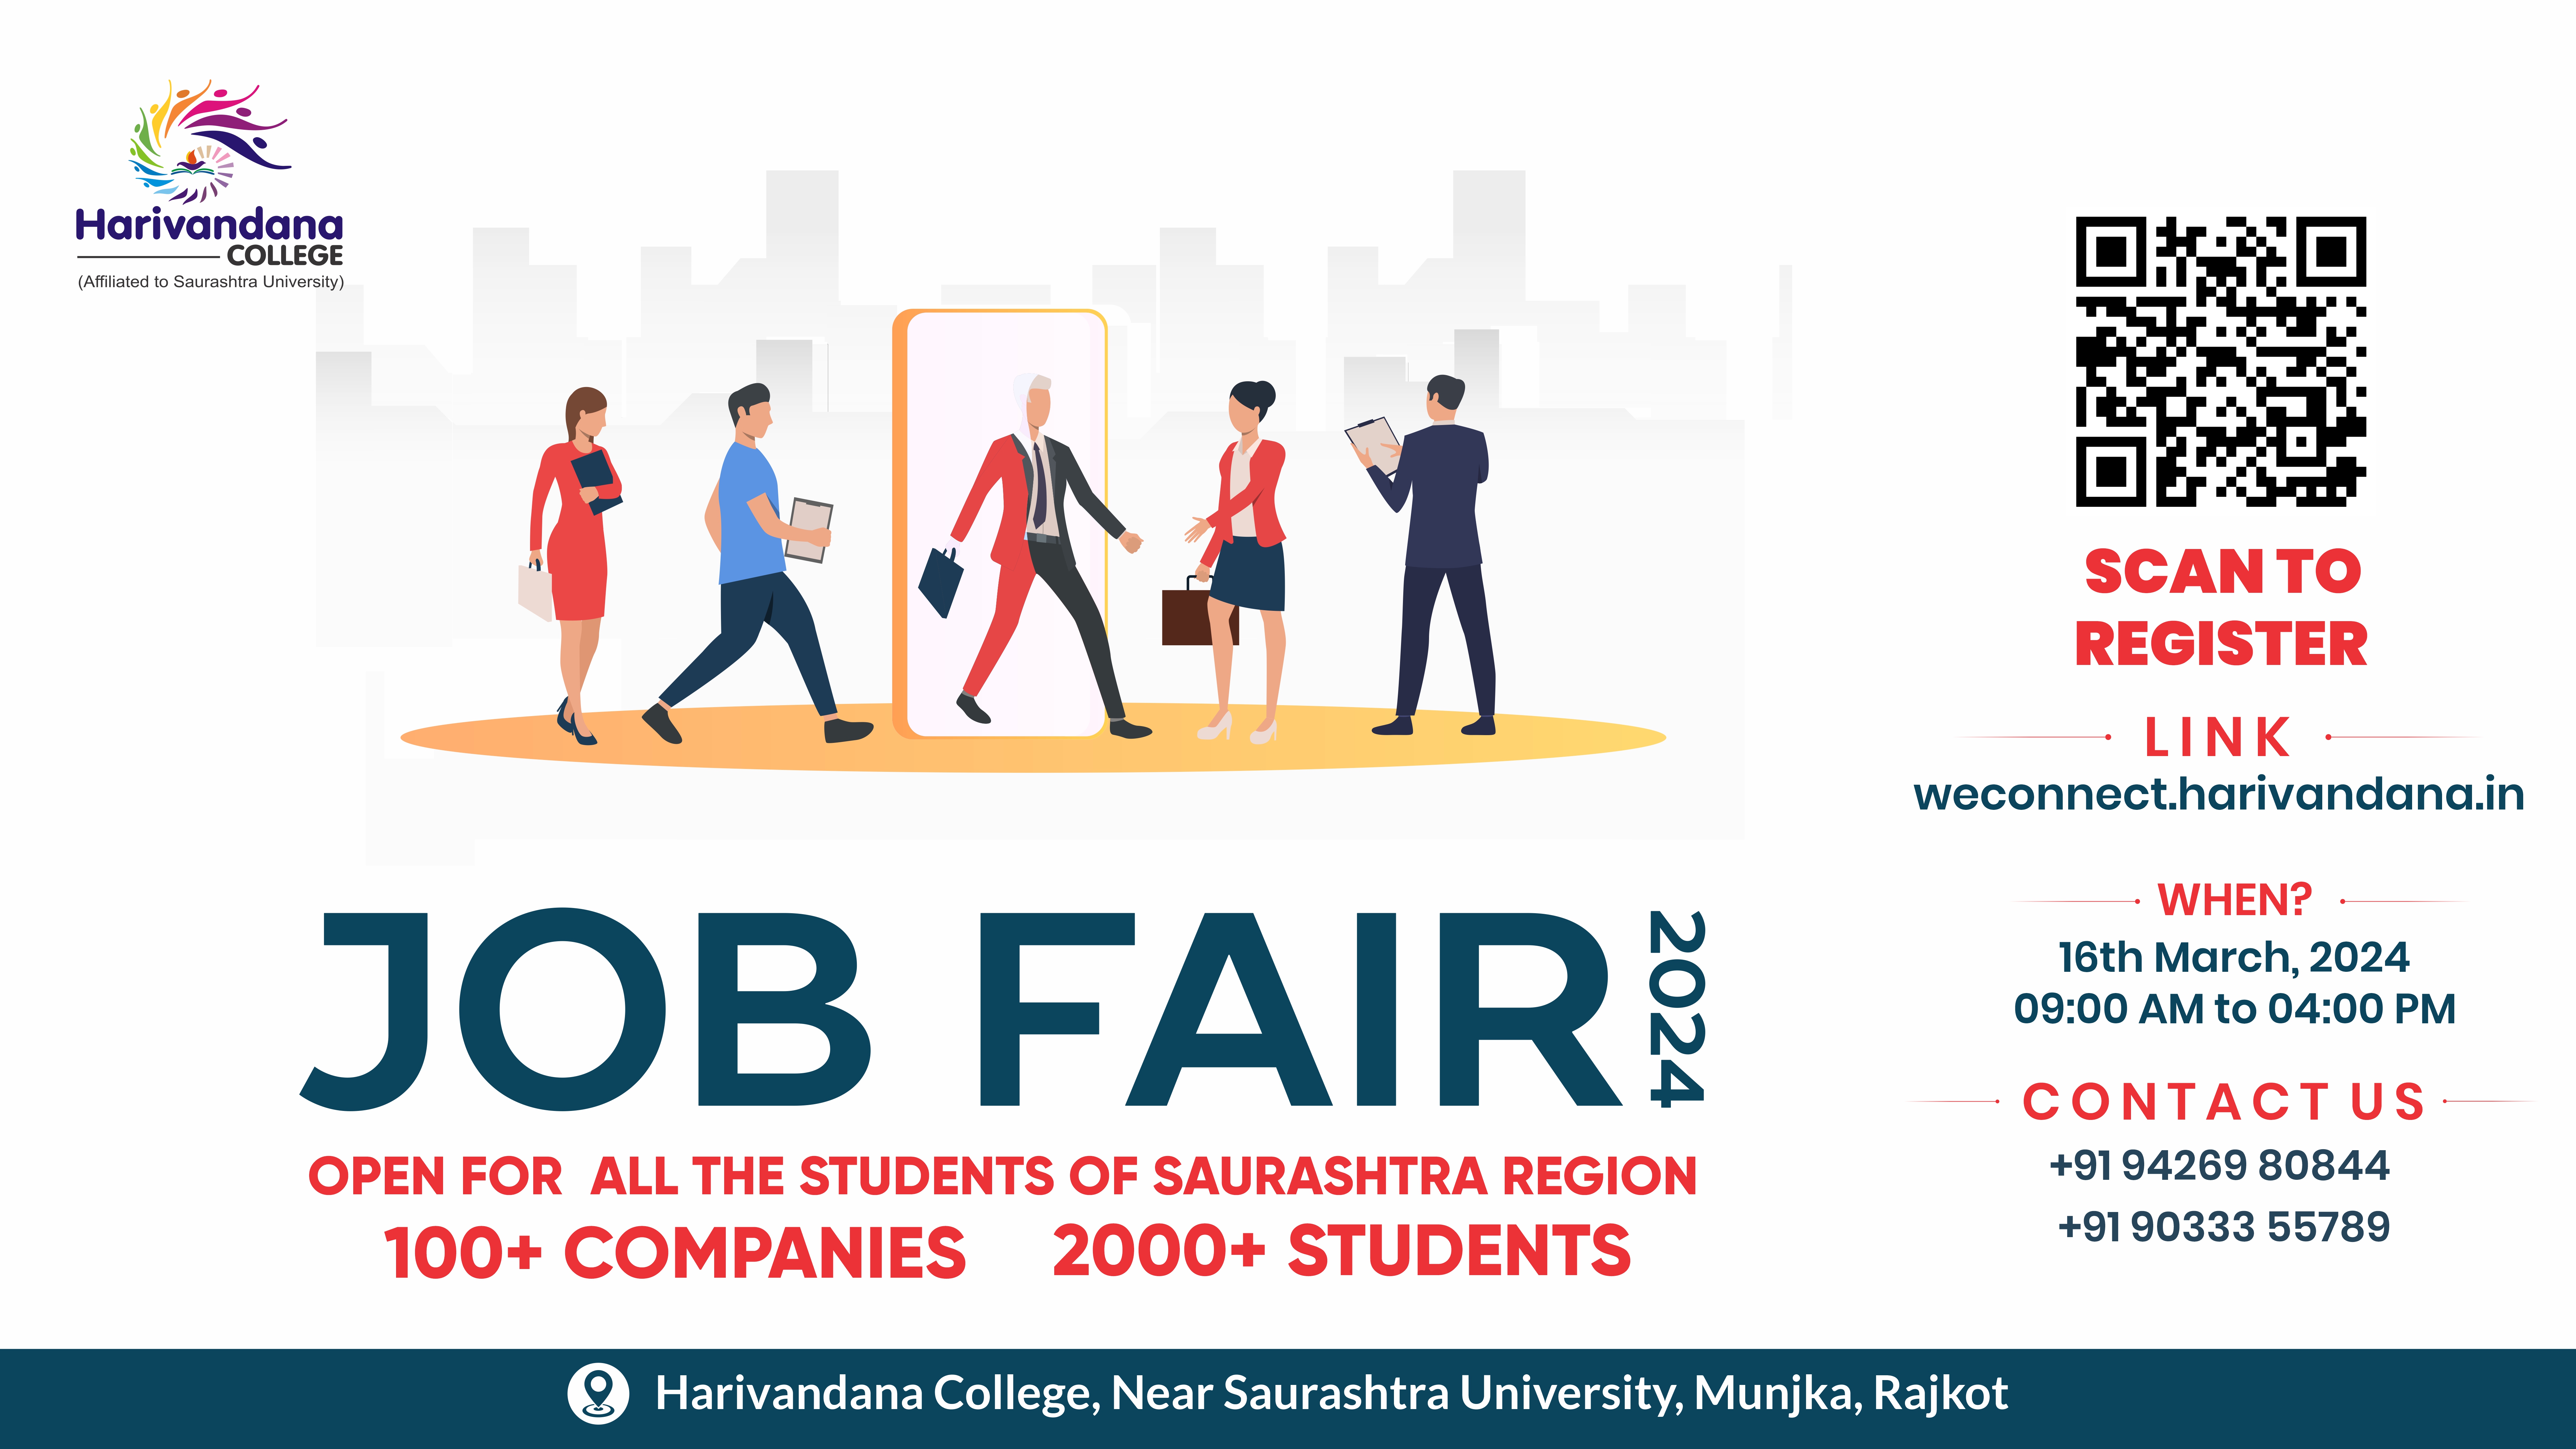 Harivandana
COLLEGE
(Affiliated to Saurashtra University)
JOB FAIR
2024
OPEN FOR ALL THE STUDENTS OF SAURASHTRA REGION
100+ COMPANIES 2000+ STUDENTS
SCAN TO
REGISTER
LINK
weconnect.harivandana.in
WHEN?
16th March, 2024
09:00 AM to 04:00 PM
CONTACT US
+91 94269 80844
+91 90333 55789
Harivandana College, Near Saurashtra University, Munjka, Rajkot